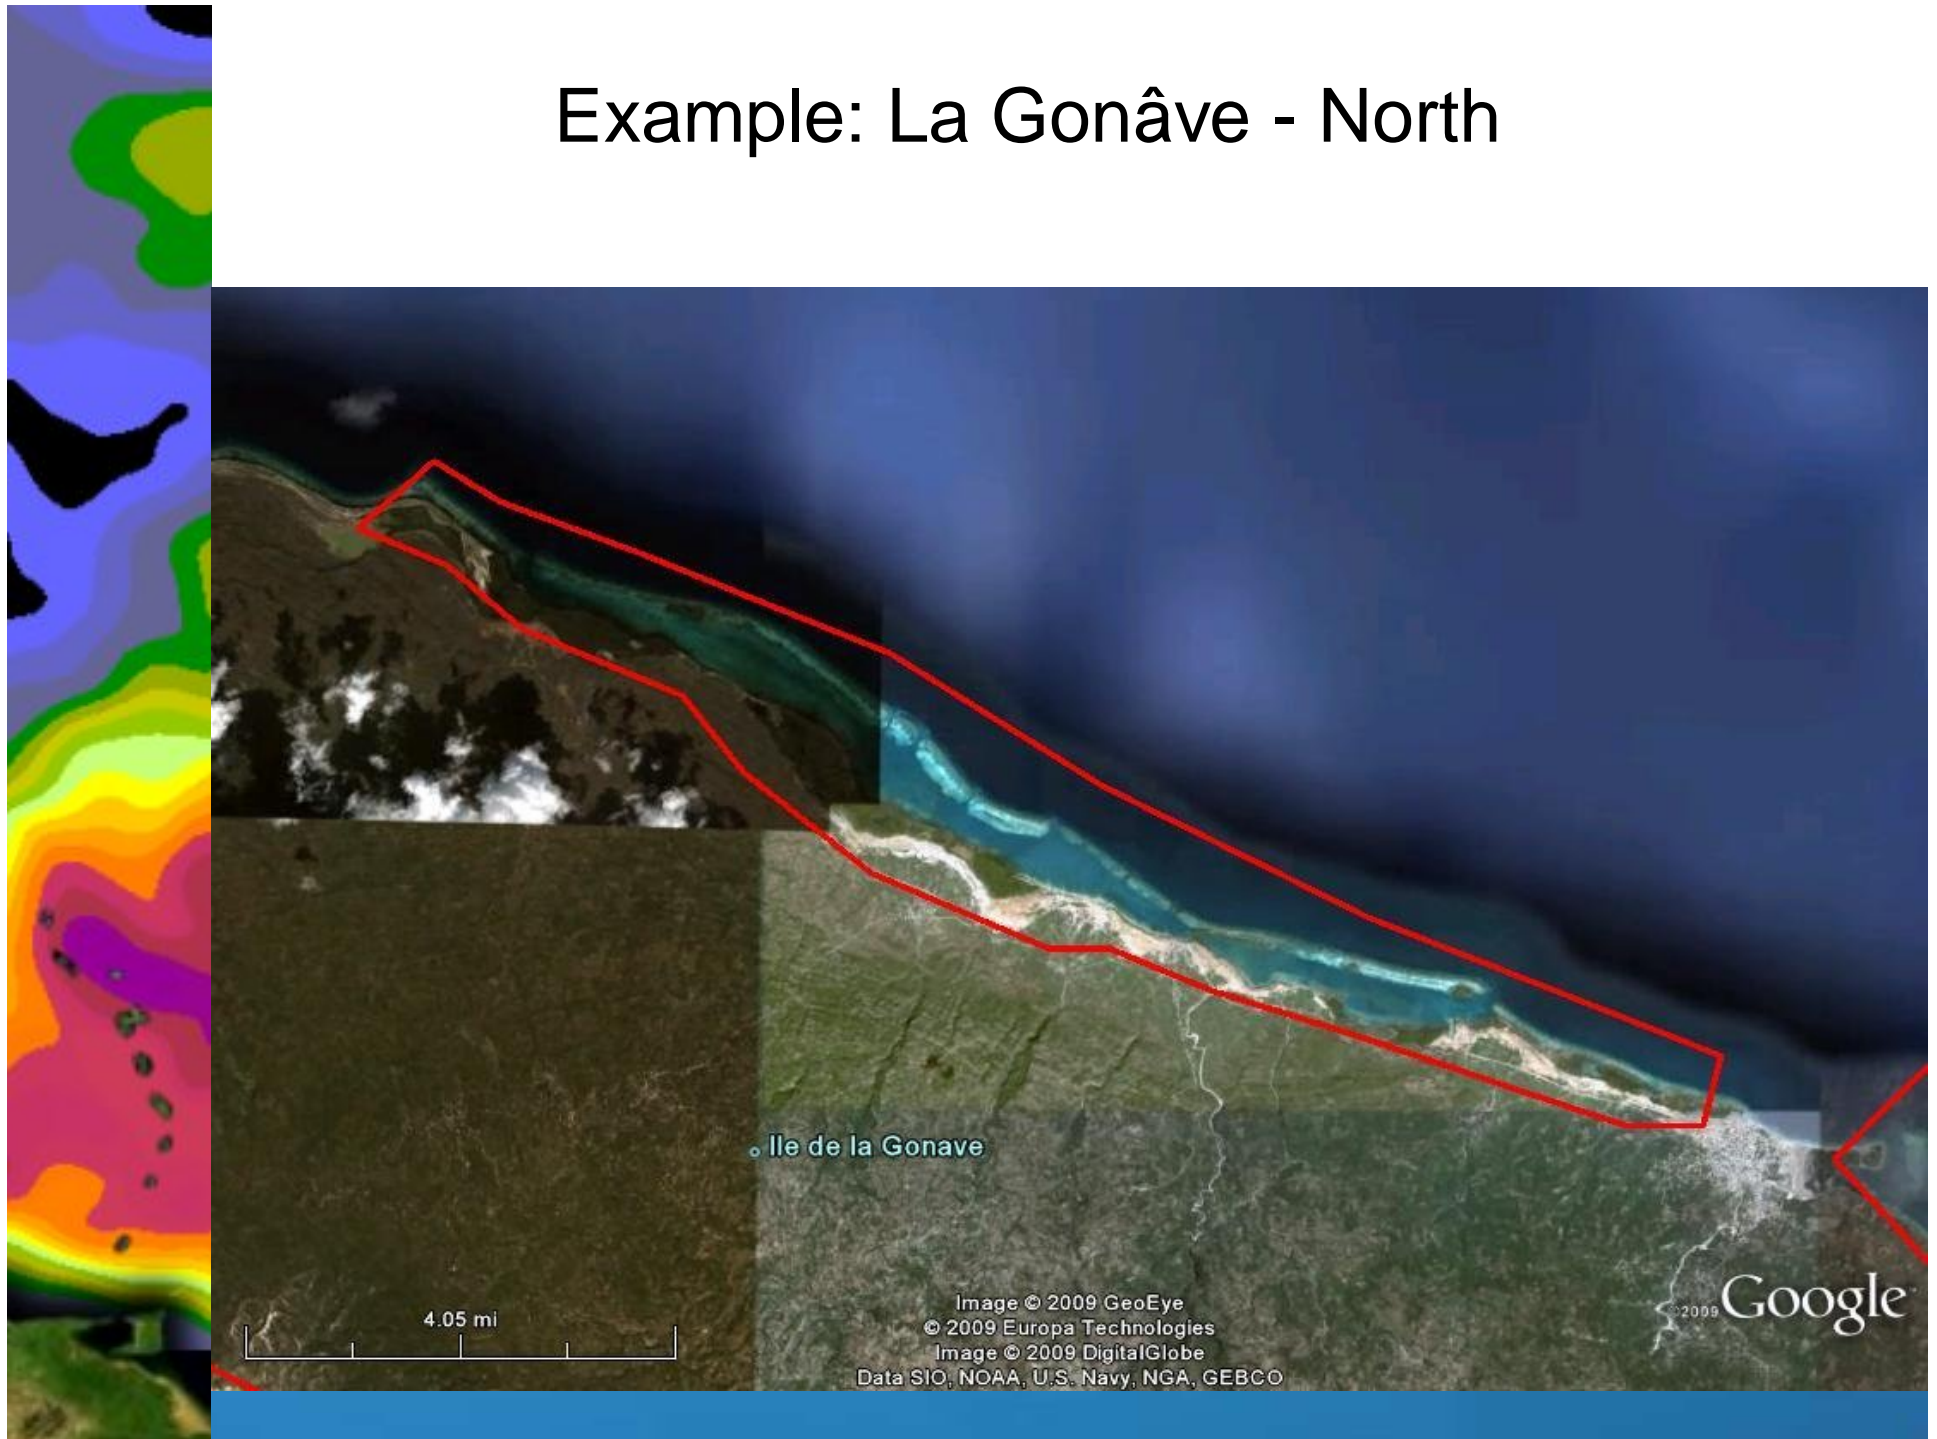 Example: La Gonâve - North
Ile de la Gonave
4.05 mi
Image © 2009 GeoEye
© 2009 Europa Technologies
Image © 2009 DigitalGlobe
Data SIO, NOAA, U.S. Navy, NGA, GEBCO
©2009 Google